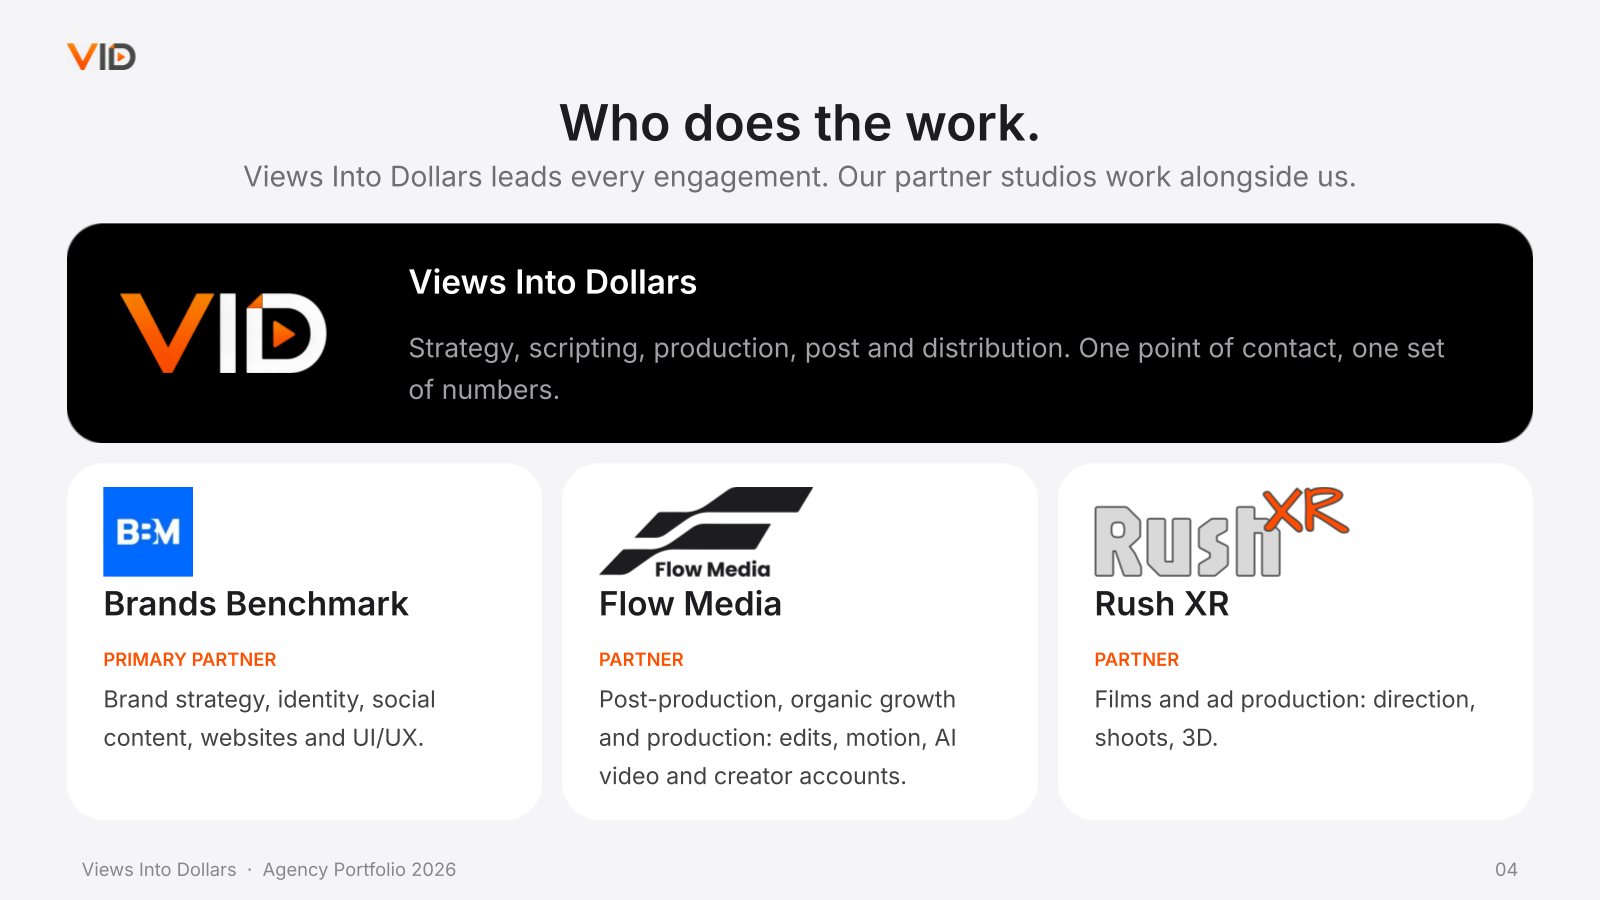 VID
Who does the work.
Views Into Dollars leads every engagement. Our partner studios work alongside us.
VID
Views Into Dollars
Strategy, scripting, production, post and distribution. One point of contact, one set
of numbers.
BBM
Brands Benchmark
PRIMARY PARTNER
Brand strategy, identity, social
content, websites and UI/UX.
Flow Media
Flow Media
PARTNER
Post-production, organic growth
and production: edits, motion, AI
video and creator accounts.
Rush XR
Rush XR
PARTNER
Films and ad production: direction,
shoots, 3D.
Views Into Dollars · Agency Portfolio 2026
04